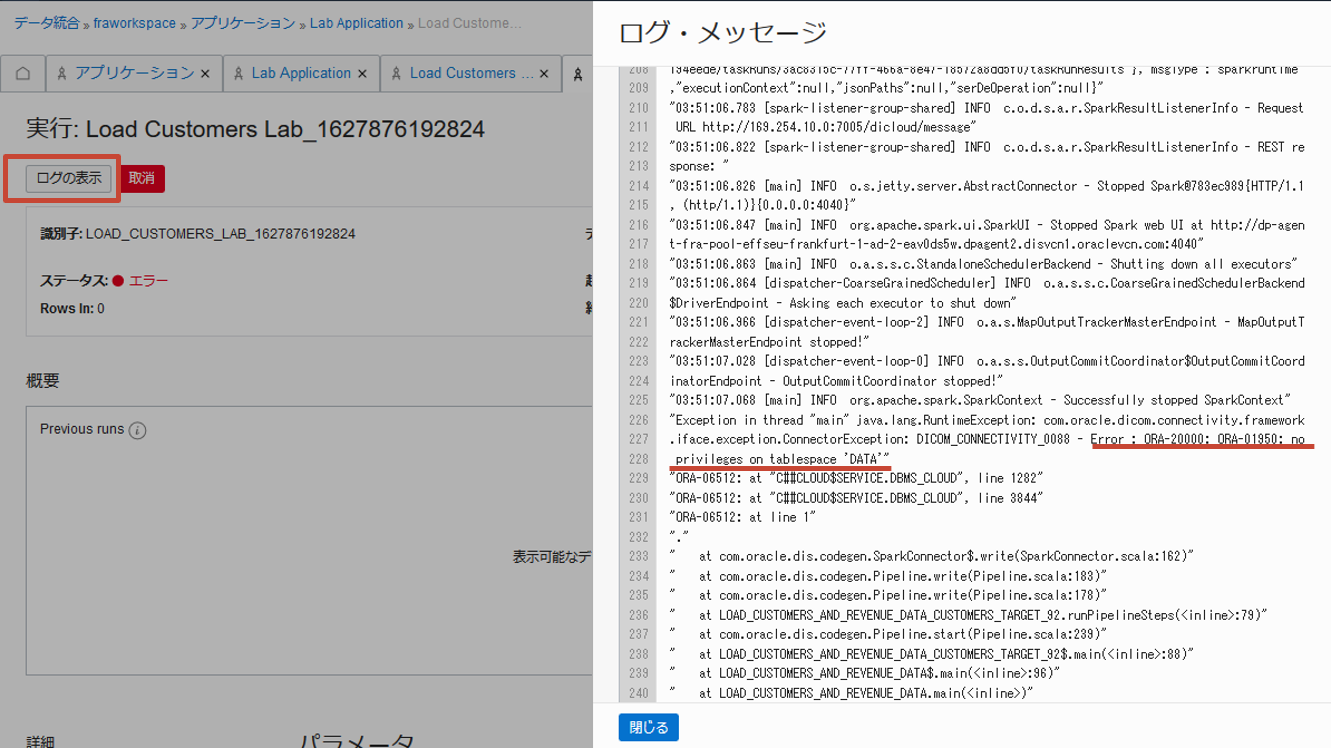 データ統合 » fraworkspace » アプリケーション » Lab Application » Load Custome...
アプリケーション ×
Lab Application ×
Load Customers ... ×
実行: Load Customers Lab_1627876192824
ログの表示
取消
識別子: LOAD_CUSTOMERS_LAB_1627876192824
ステータス: エラー
Rows In: 0
概要
Previous runs i
表示可能なデ
詳細
パラメータ
ログ・メッセージ
209 ,"executionContext":null,"jsonPaths":null,"serDeOperation":null}"
210 "03:51:06.783 [spark-listener-group-shared] INFO  c.o.d.s.a.r.SparkResultListenerInfo - Request
211  URL http://169.254.10.0:7005/dicloud/message"
212 "03:51:06.822 [spark-listener-group-shared] INFO  c.o.d.s.a.r.SparkResultListenerInfo - REST re
213 sponse: "
214 "03:51:06.826 [main] INFO  o.s.jetty.server.AbstractConnector - Stopped Spark@783ec989{HTTP/1.1
215 , (http/1.1)}{0.0.0.0:4040}"
216 "03:51:06.847 [main] INFO  org.apache.spark.ui.SparkUI - Stopped Spark web UI at http://dp-agen
217 t-fra-pool-effseu-frankfurt-1-ad-2-eav0ds5w.dpagent2.disvcn1.oraclevcn.com:4040"
218 "03:51:06.863 [main] INFO  o.a.s.s.c.StandaloneSchedulerBackend - Shutting down all executors"
219 "03:51:06.864 [dispatcher-CoarseGrainedScheduler] INFO  o.a.s.s.c.CoarseGrainedSchedulerBackend
220 $DriverEndpoint - Asking each executor to shut down"
221 "03:51:06.966 [dispatcher-event-loop-2] INFO  o.a.s.MapOutputTrackerMasterEndpoint - MapOutputT
222 rackerMasterEndpoint stopped!"
223 "03:51:07.028 [dispatcher-event-loop-0] INFO  o.a.s.s.OutputCommitCoordinator$OutputCommitCoord
224 inatorEndpoint - OutputCommitCoordinator stopped!"
225 "03:51:07.068 [main] INFO  org.apache.spark.SparkContext - Successfully stopped SparkContext"
226 "Exception in thread "main" java.lang.RuntimeException: com.oracle.dicom.connectivity.framework
227 .iface.exception.ConnectorException: DICOM_CONNECTIVITY_0088 - Error : ORA-20000: ORA-01950: no
228  privileges on tablespace 'DATA'"
229 "ORA-06512: at "C##CLOUD$SERVICE.DBMS_CLOUD", line 1282"
230 "ORA-06512: at "C##CLOUD$SERVICE.DBMS_CLOUD", line 3844"
231 "ORA-06512: at line 1"
232 "."
233 "   at com.oracle.dis.codegen.SparkConnector$.write(SparkConnector.scala:162)"
234 "   at com.oracle.dis.codegen.Pipeline.write(Pipeline.scala:183)"
235 "   at com.oracle.dis.codegen.Pipeline.write(Pipeline.scala:178)"
236 "   at LOAD_CUSTOMERS_AND_REVENUE_DATA_CUSTOMERS_TARGET_92.runPipelineSteps(<inline>:79)"
237 "   at com.oracle.dis.codegen.Pipeline.start(Pipeline.scala:239)"
238 "   at LOAD_CUSTOMERS_AND_REVENUE_DATA_CUSTOMERS_TARGET_92$.main(<inline>:88)"
239 "   at LOAD_CUSTOMERS_AND_REVENUE_DATA$.main(<inline>:96)"
240 "   at LOAD_CUSTOMERS_AND_REVENUE_DATA.main(<inline>)"
閉じる